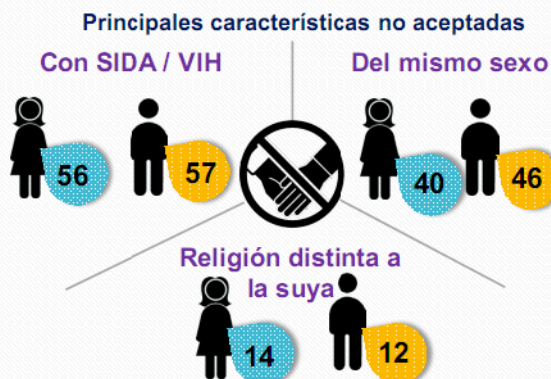 Principales características no aceptadas
Con SIDA / VIH
Del mismo sexo
56
57
40
46
Religión distinta a
la suya
14
12